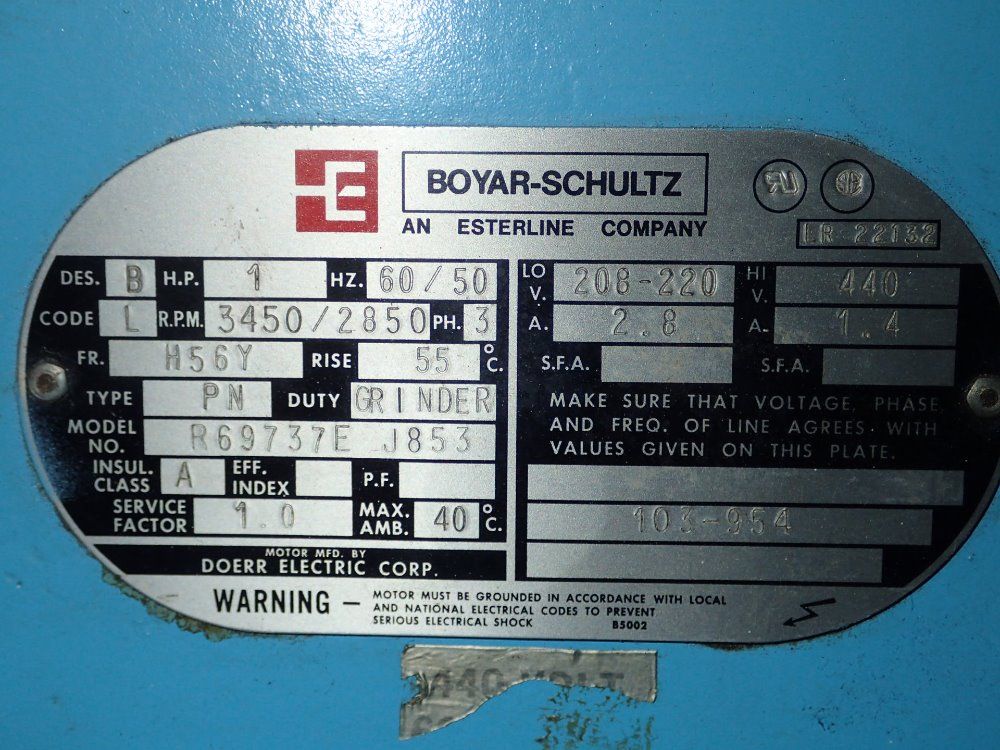 BOYAR-SCHULTZ
AN ESTERLINE COMPANY
LR 22132
DES. B H.P. 1 HZ. 60/50
CODE L R.P.M. 3450/2850 PH. 3
FR. H56Y RISE 55 °C.
TYPE PN DUTY GRINDER
MODEL NO. R69737E J853
INSUL. CLASS A EFF. INDEX P.F.
SERVICE FACTOR 1.0 MAX. AMB. 40 °C.
MOTOR MFD. BY
DOERR ELECTRIC CORP.
LO V. 208-220 HI V. 440
A. 2.8 A. 1.4
S.F.A. S.F.A.
MAKE SURE THAT VOLTAGE, PHASE
AND FREQ. OF LINE AGREES WITH
VALUES GIVEN ON THIS PLATE.
103-954
WARNING – MOTOR MUST BE GROUNDED IN ACCORDANCE WITH LOCAL
AND NATIONAL ELECTRICAL CODES TO PREVENT
SERIOUS ELECTRICAL SHOCK B5002
440 VOLT